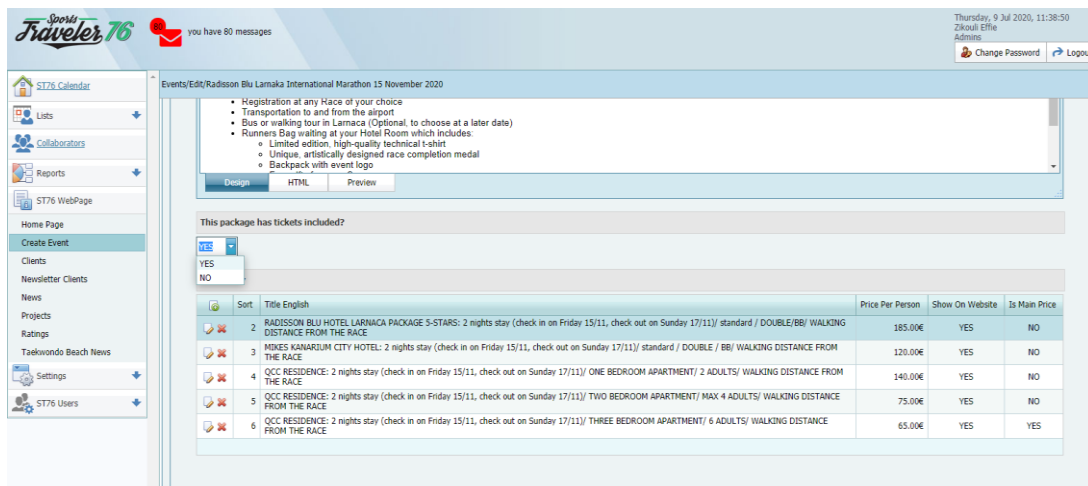 Sports
Traveler 76
80
you have 80 messages
Thursday, 9 Jul 2020, 11:38:50
Zikouli Effie
Admins
Change Password
Logou
ST76 Calendar
Lists
Collaborators
Reports
ST76 WebPage
Home Page
Create Event
Clients
Newsletter Clients
News
Projects
Ratings
Taekwondo Beach News
Settings
ST76 Users
Events/Edit/Radisson Blu Larnaka International Marathon 15 November 2020
• Registration at any Race of your choice
• Transportation to and from the airport
• Bus or walking tour in Larnaca (Optional, to choose at a later date)
• Runners Bag waiting at your Hotel Room which includes:
Limited edition, high-quality technical t-shirt
Unique, artistically designed race completion medal
Backpack with event logo
Design HTML Preview
This package has tickets included?
YES
YES
NO
Sort Title English Price Per Person Show On Website Is Main Price
2 RADISSON BLU HOTEL LARNACA PACKAGE 5-STARS: 2 nights stay (check in on Friday 15/11, check out on Sunday 17/11)/ standard / DOUBLE/BB/ WALKING 185.00€ YES NO
DISTANCE FROM THE RACE
3 MIKES KANARIUM CITY HOTEL: 2 nights stay (check in on Friday 15/11, check out on Sunday 17/11)/ standard / DOUBLE / BB/ WALKING DISTANCE FROM 120.00€ YES NO
THE RACE
4 QCC RESIDENCE: 2 nights stay (check in on Friday 15/11, check out on Sunday 17/11)/ ONE BEDROOM APARTMENT/ 2 ADULTS/ WALKING DISTANCE FROM 140.00€ YES NO
THE RACE
5 QCC RESIDENCE: 2 nights stay (check in on Friday 15/11, check out on Sunday 17/11)/ TWO BEDROOM APARTMENT/ MAX 4 ADULTS/ WALKING DISTANCE 75.00€ YES NO
FROM THE RACE
6 QCC RESIDENCE: 2 nights stay (check in on Friday 15/11, check out on Sunday 17/11)/ THREE BEDROOM APARTMENT/ 6 ADULTS/ WALKING DISTANCE 65.00€ YES YES
FROM THE RACE